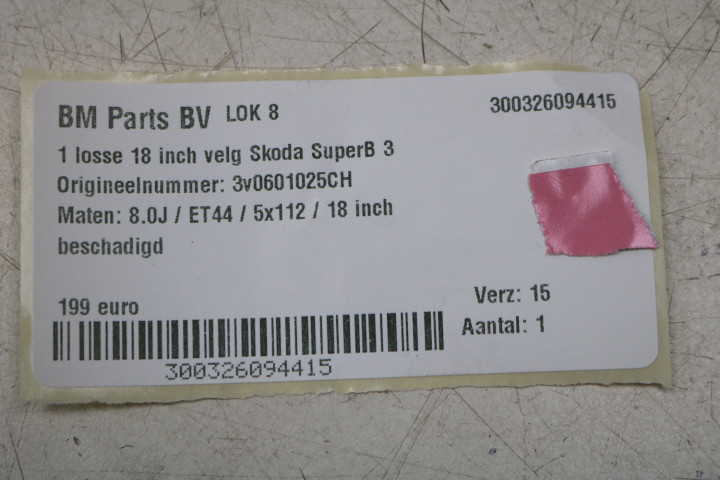 BM Parts BV LOK 8 300326094415
1 losse 18 inch velg Skoda SuperB 3
Origineelnummer: 3v0601025CH
Maten: 8.0J / ET44 / 5x112 / 18 inch
beschadigd
199 euro Verz: 15
Aantal: 1
300326094415